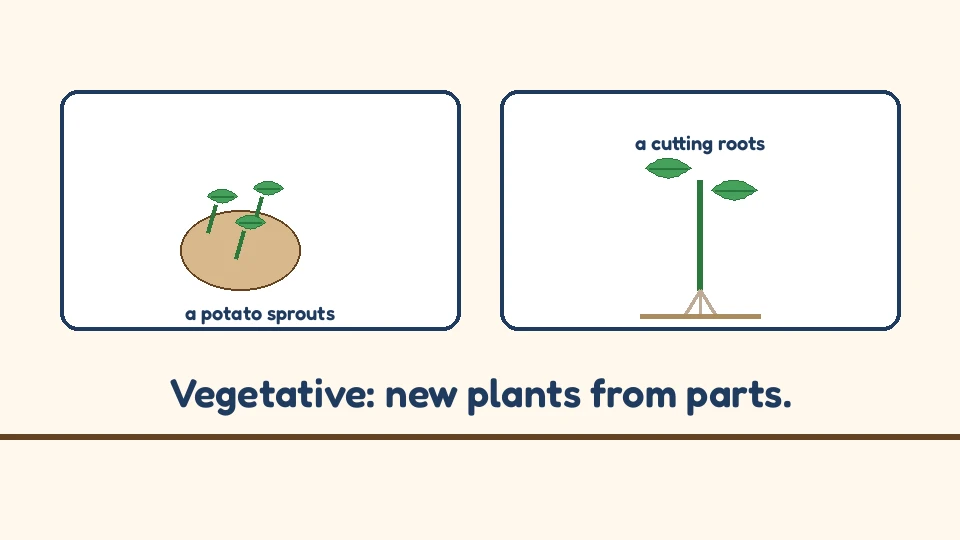 a potato sprouts
a cutting roots
Vegetative: new plants from parts.